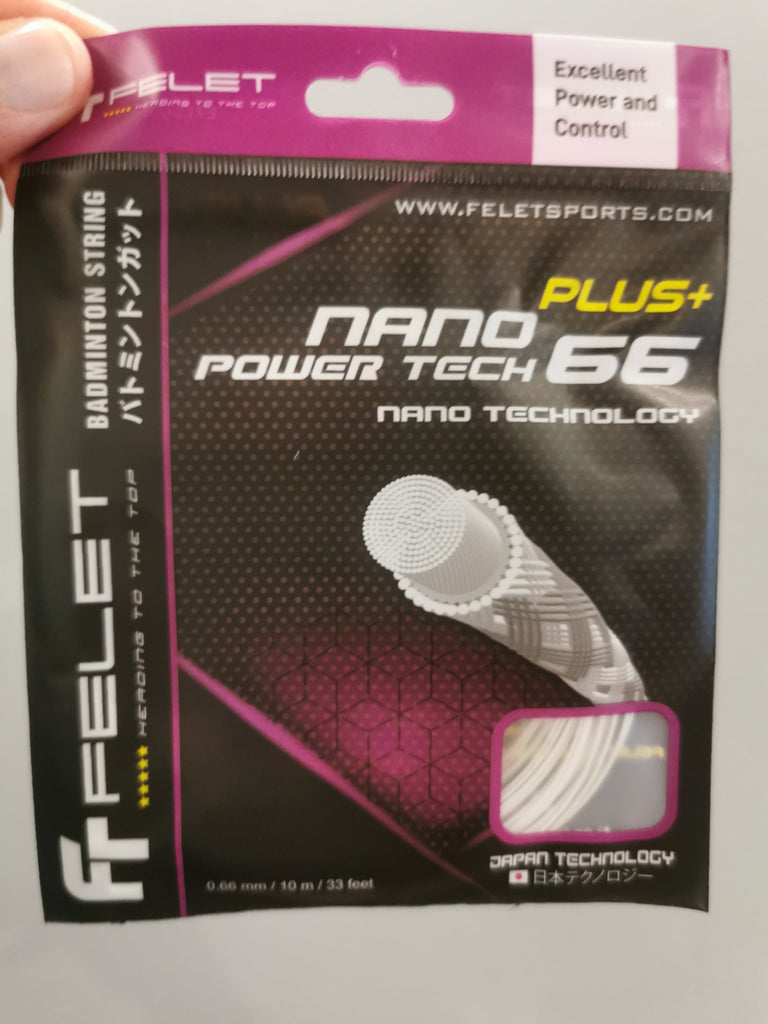 FELET
HEADING TO THE TOP
Excellent
Power and
Control
WWW.FELETSPORTS.COM
PLUS+
NANO
POWER TECH 66
NANO TECHNOLOGY
BADMINTON STRING
バトミントンガット
FELET
HEADING TO THE TOP
JAPAN TECHNOLOGY
日本テクノロジー
0.66 mm / 10 m / 33 feet